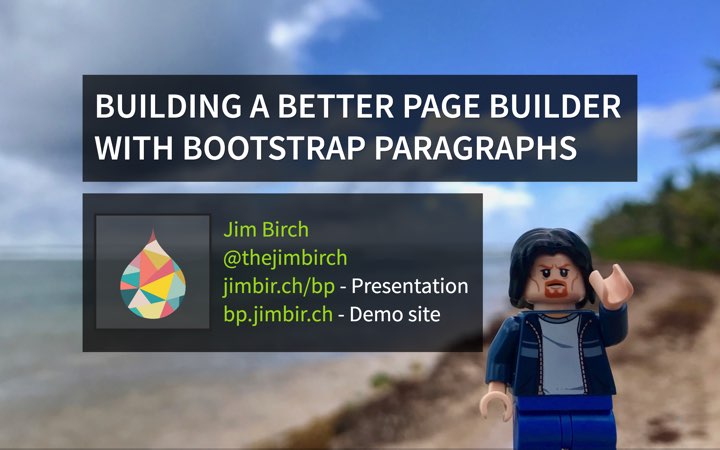 BUILDING A BETTER PAGE BUILDER
WITH BOOTSTRAP PARAGRAPHS
Jim Birch
@thejimbirch
jimbir.ch/bp - Presentation
bp.jimbir.ch - Demo site